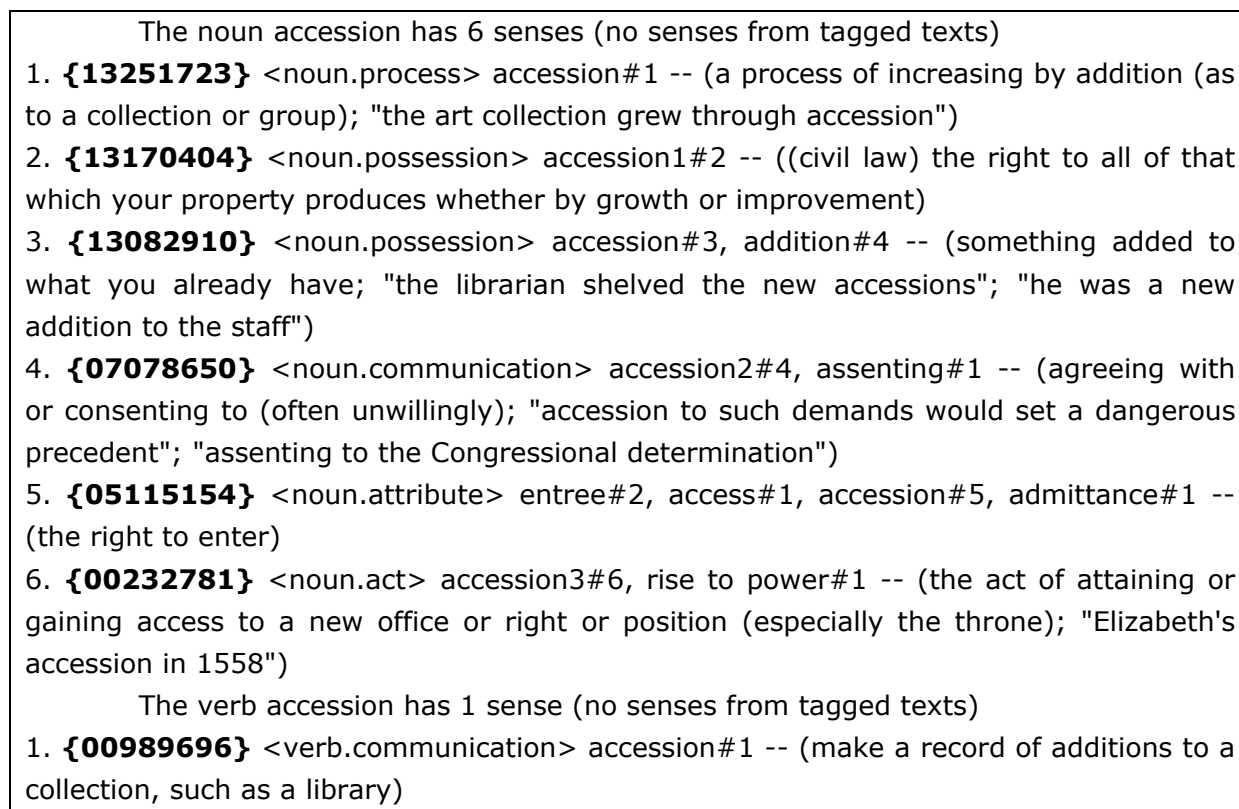 The noun accession has 6 senses (no senses from tagged texts)
1. {13251723} <noun.process> accession#1 -- (a process of increasing by addition (as
to a collection or group); "the art collection grew through accession")
2. {13170404} <noun.possession> accession1#2 -- ((civil law) the right to all of that
which your property produces whether by growth or improvement)
3. {13082910} <noun.possession> accession#3, addition#4 -- (something added to
what you already have; "the librarian shelved the new accessions"; "he was a new
addition to the staff")
4. {07078650} <noun.communication> accession2#4, assenting#1 -- (agreeing with
or consenting to (often unwillingly); "accession to such demands would set a dangerous
precedent"; "assenting to the Congressional determination")
5. {05115154} <noun.attribute> entree#2, access#1, accession#5, admittance#1 --
(the right to enter)
6. {00232781} <noun.act> accession3#6, rise to power#1 -- (the act of attaining or
gaining access to a new office or right or position (especially the throne); "Elizabeth's
accession in 1558")
The verb accession has 1 sense (no senses from tagged texts)
1. {00989696} <verb.communication> accession#1 -- (make a record of additions to a
collection, such as a library)